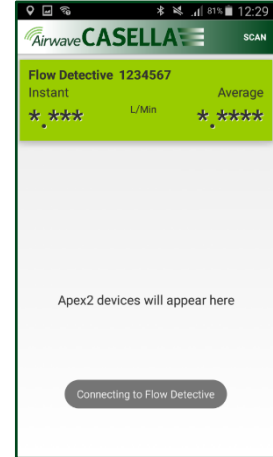 81% 12:29
Airwave CASELLA SCAN
Flow Detective 1234567
Instant Average
*.*** L/Min *.****
Apex2 devices will appear here
Connecting to Flow Detective